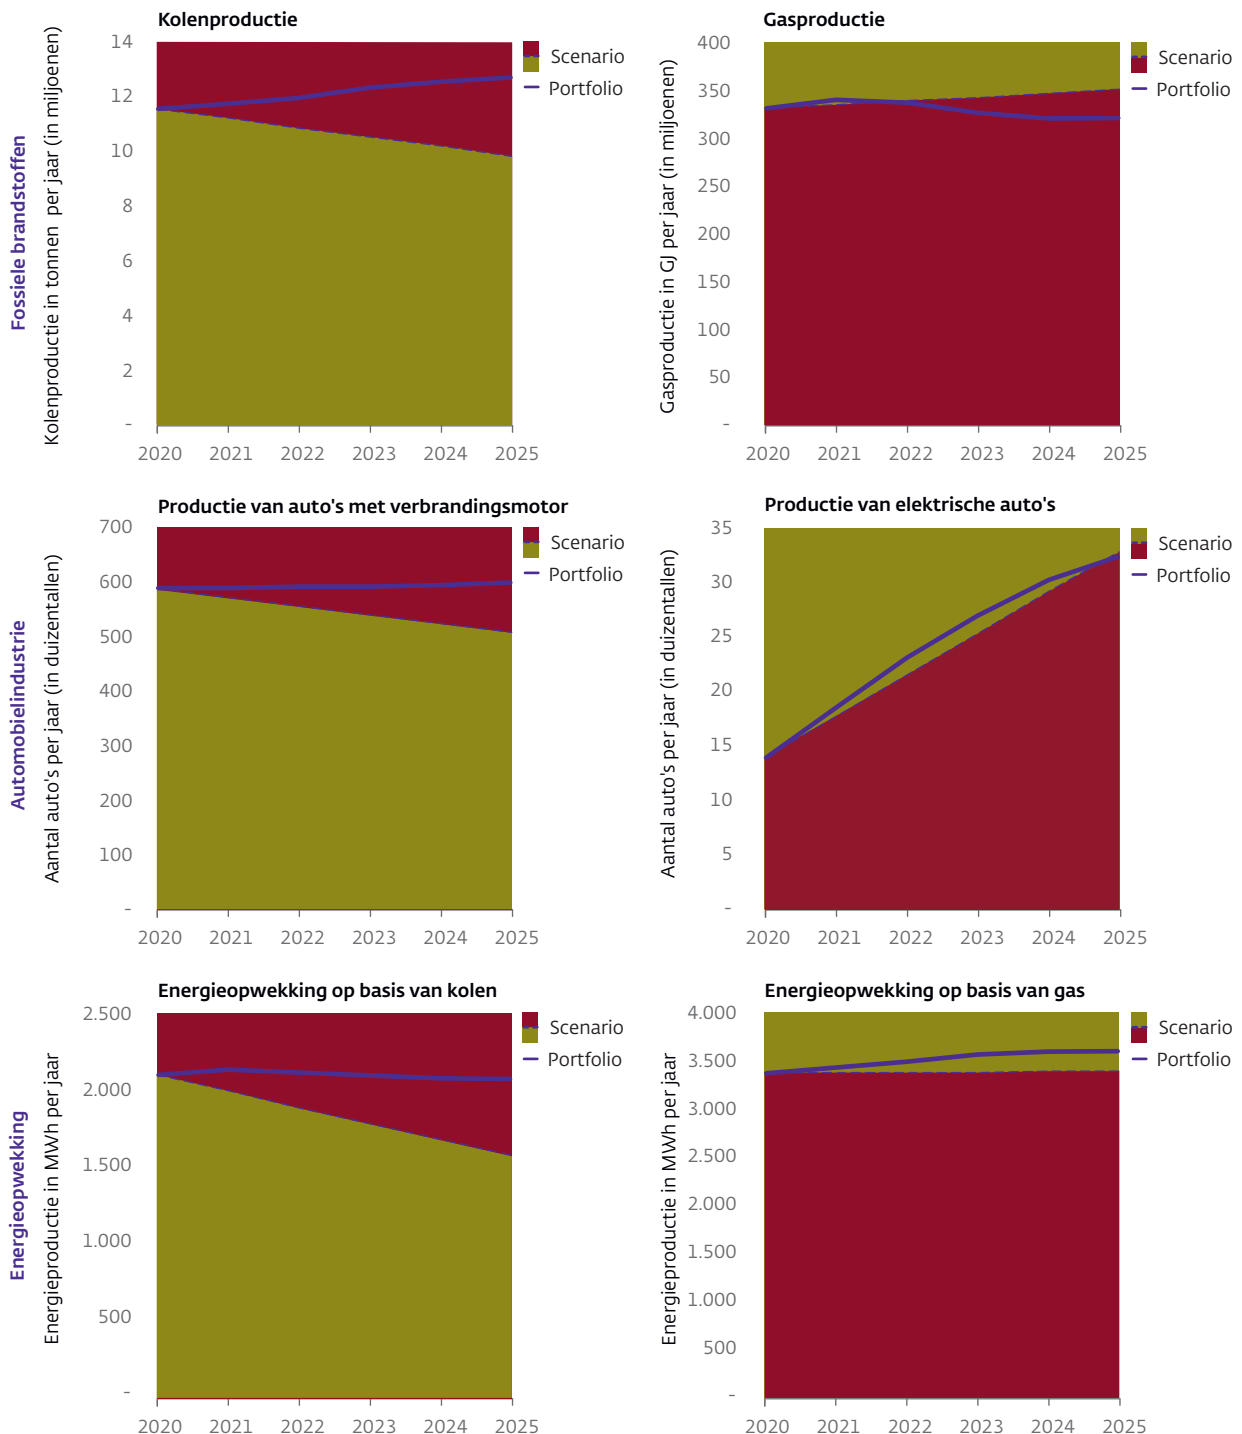 Kolenproductie
Fossiele brandstoffen
Kolenproductie in tonnen per jaar (in miljoenen)
14
12
10
8
6
4
2
-
2020 2021 2022 2023 2024 2025
Scenario
Portfolio
Gasproductie
Gasproductie in GJ per jaar (in miljoenen)
400
350
300
250
200
150
100
50
-
2020 2021 2022 2023 2024 2025
Scenario
Portfolio
Productie van auto's met verbrandingsmotor
Automobielindustrie
Aantal auto's per jaar (in duizentallen)
700
600
500
400
300
200
100
-
2020 2021 2022 2023 2024 2025
Scenario
Portfolio
Productie van elektrische auto's
Aantal auto's per jaar (in duizentallen)
35
30
25
20
15
10
5
-
2020 2021 2022 2023 2024 2025
Scenario
Portfolio
Energieopwekking op basis van kolen
Energieopwekking
Energieproductie in MWh per jaar
2.500
2.000
1.500
1.000
500
-
2020 2021 2022 2023 2024 2025
Scenario
Portfolio
Energieopwekking op basis van gas
Energieproductie in MWh per jaar
4.000
3.500
3.000
2.500
2.000
1.500
1.000
500
-
2020 2021 2022 2023 2024 2025
Scenario
Portfolio